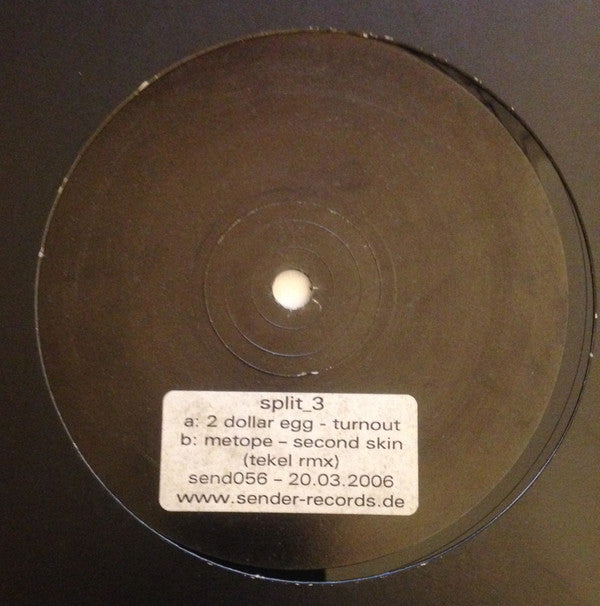 split_3
a: 2 dollar egg - turnout
b: metope - second skin
(tekel rmx)
send056 - 20.03.2006
www.sender-records.de